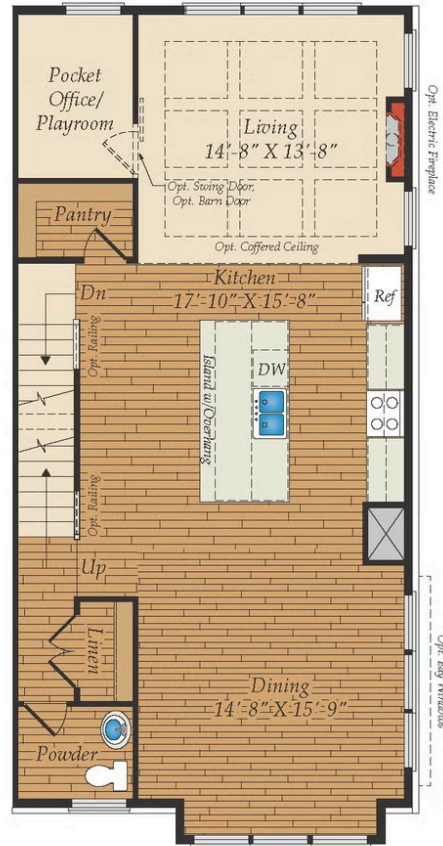 Pocket
Office/
Playroom
Living
14'-8" X 13'-8"
Opt. Electric Fireplace
Opt. Swing Door,
Opt. Barn Door
Pantry
Opt. Coffered Ceiling
Kitchen
17'-10" X 15'-8"
Dn
Ref
Opt. Railing
Island w/Overhang
DW
Opt. Railing
Up
Linen
Dining
14'-8" X 15'-9"
Opt. Bay Windows
Powder